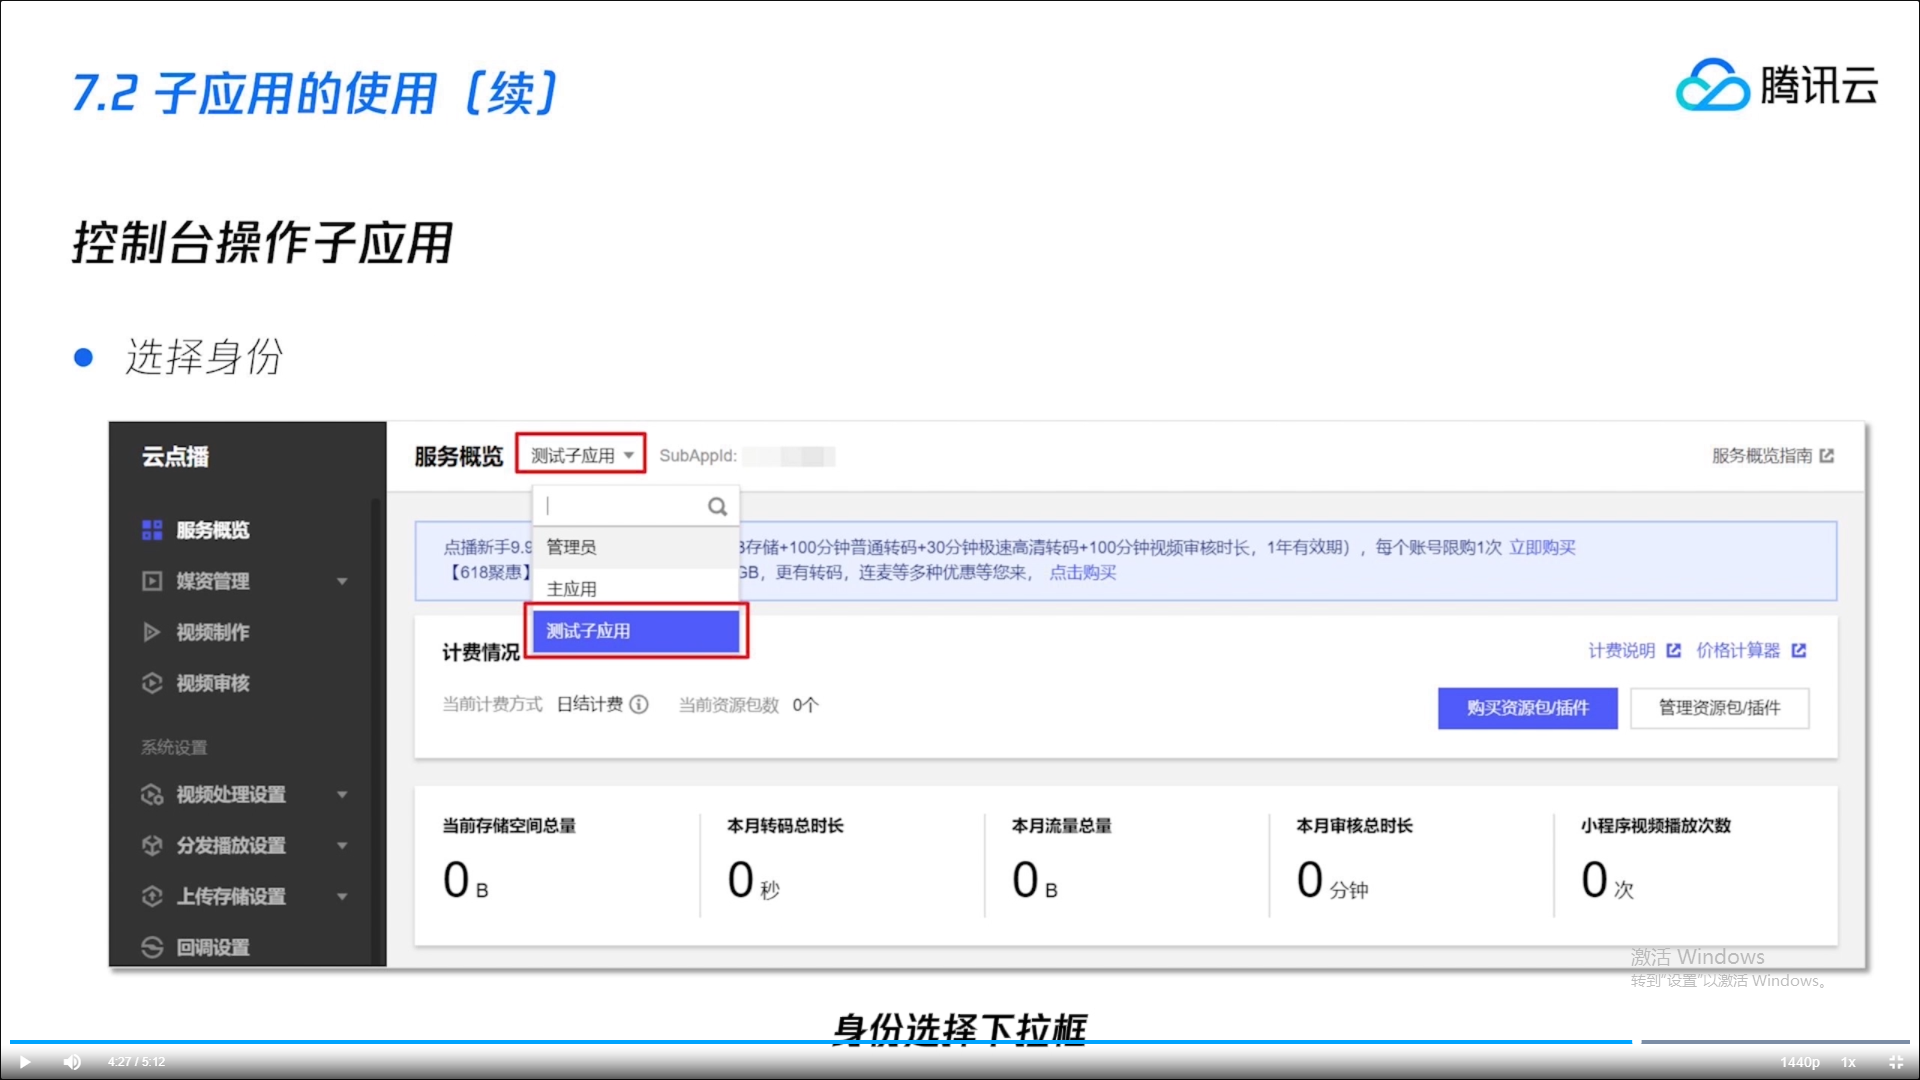 7.2 子应用的使用（续）
腾讯云
控制台操作子应用
选择身份
云点播
服务概览
媒资管理
视频制作
视频审核
系统设置
视频处理设置
分发播放设置
上传存储设置
回调设置
服务概览 测试子应用 SubAppId:
服务概览指南
管理员
主应用
测试子应用
点播新手9.9 存储+100分钟普通转码+30分钟极速高清转码+100分钟视频审核时长，1年有效期），每个账号限购1次 立即购买
【618聚惠】 GB，更有转码，连麦等多种优惠等您来， 点击购买
计费情况
计费说明 价格计算器
当前计费方式 日结计费 当前资源包数 0个
购买资源包/插件 管理资源包/插件
当前存储空间总量 本月转码总时长 本月流量总量 本月审核总时长 小程序视频播放次数
0 B 0 秒 0 B 0 分钟 0 次
激活 Windows
转到“设置”以激活 Windows。
身份选择下拉框
4:27 / 5:12
1440p 1x